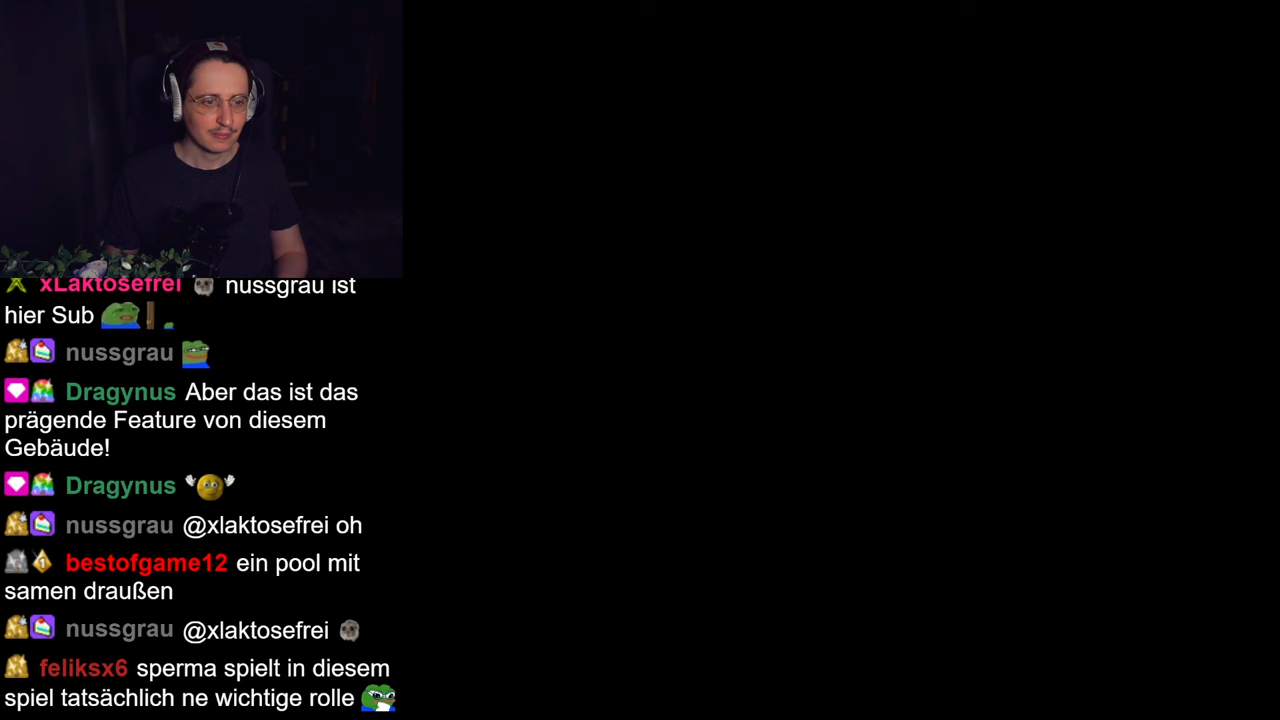 xLaktosefrei nussgrau ist
hier Sub
nussgrau
Dragynus Aber das ist das
prägende Feature von diesem
Gebäude!
Dragynus
nussgrau @xlaktosefrei oh
bestofgame12 ein pool mit
samen draußen
nussgrau @xlaktosefrei
feliksx6 sperma spielt in diesem
spiel tatsächlich ne wichtige rolle